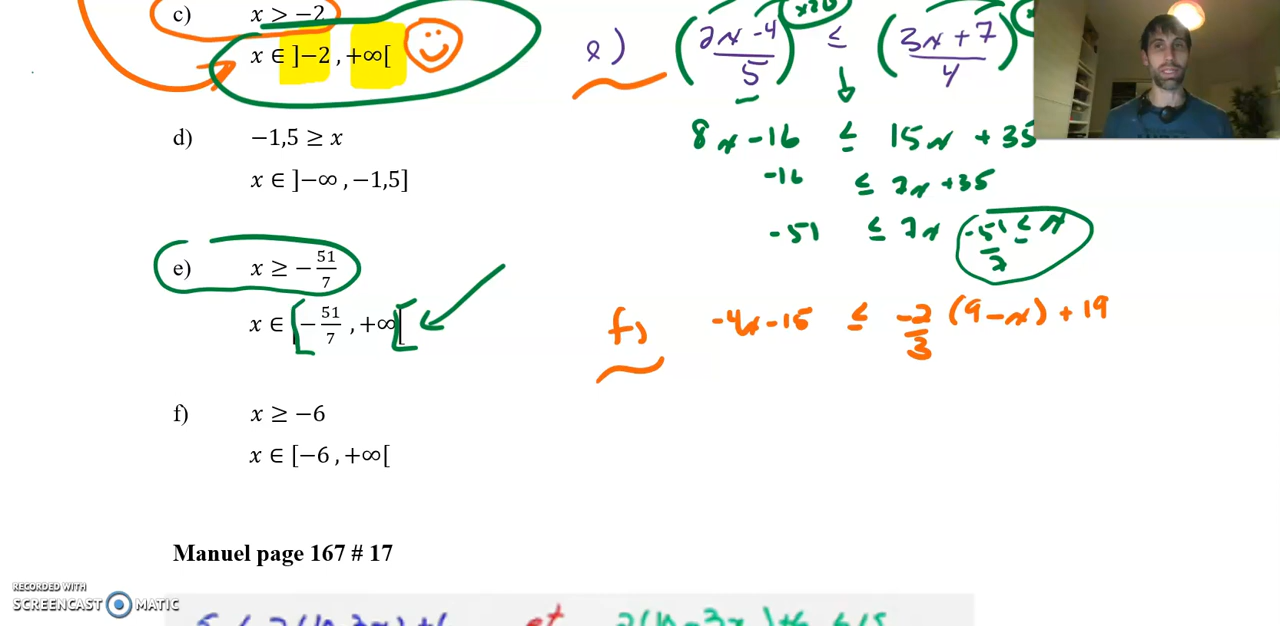 c) x > −2
x ∈ ]−2 , +∞[
d) −1,5 ≥ x
x ∈ ]−∞ , −1,5]
e) x ≥ −51/7
x ∈ [−51/7 , +∞[
f) x ≥ −6
x ∈ [−6 , +∞[
Manuel page 167 # 17
e) (2x -4 / 5) ≤ (3x + 7 / 4)
x20
8x -16 ≤ 15x + 35
-16 ≤ 7x +35
-51 ≤ 7x
-51/7 ≤ x
f) -4x -15 ≤ -2/3 (9 - x) + 19
et
RECORDED WITH
SCREENCAST MATIC